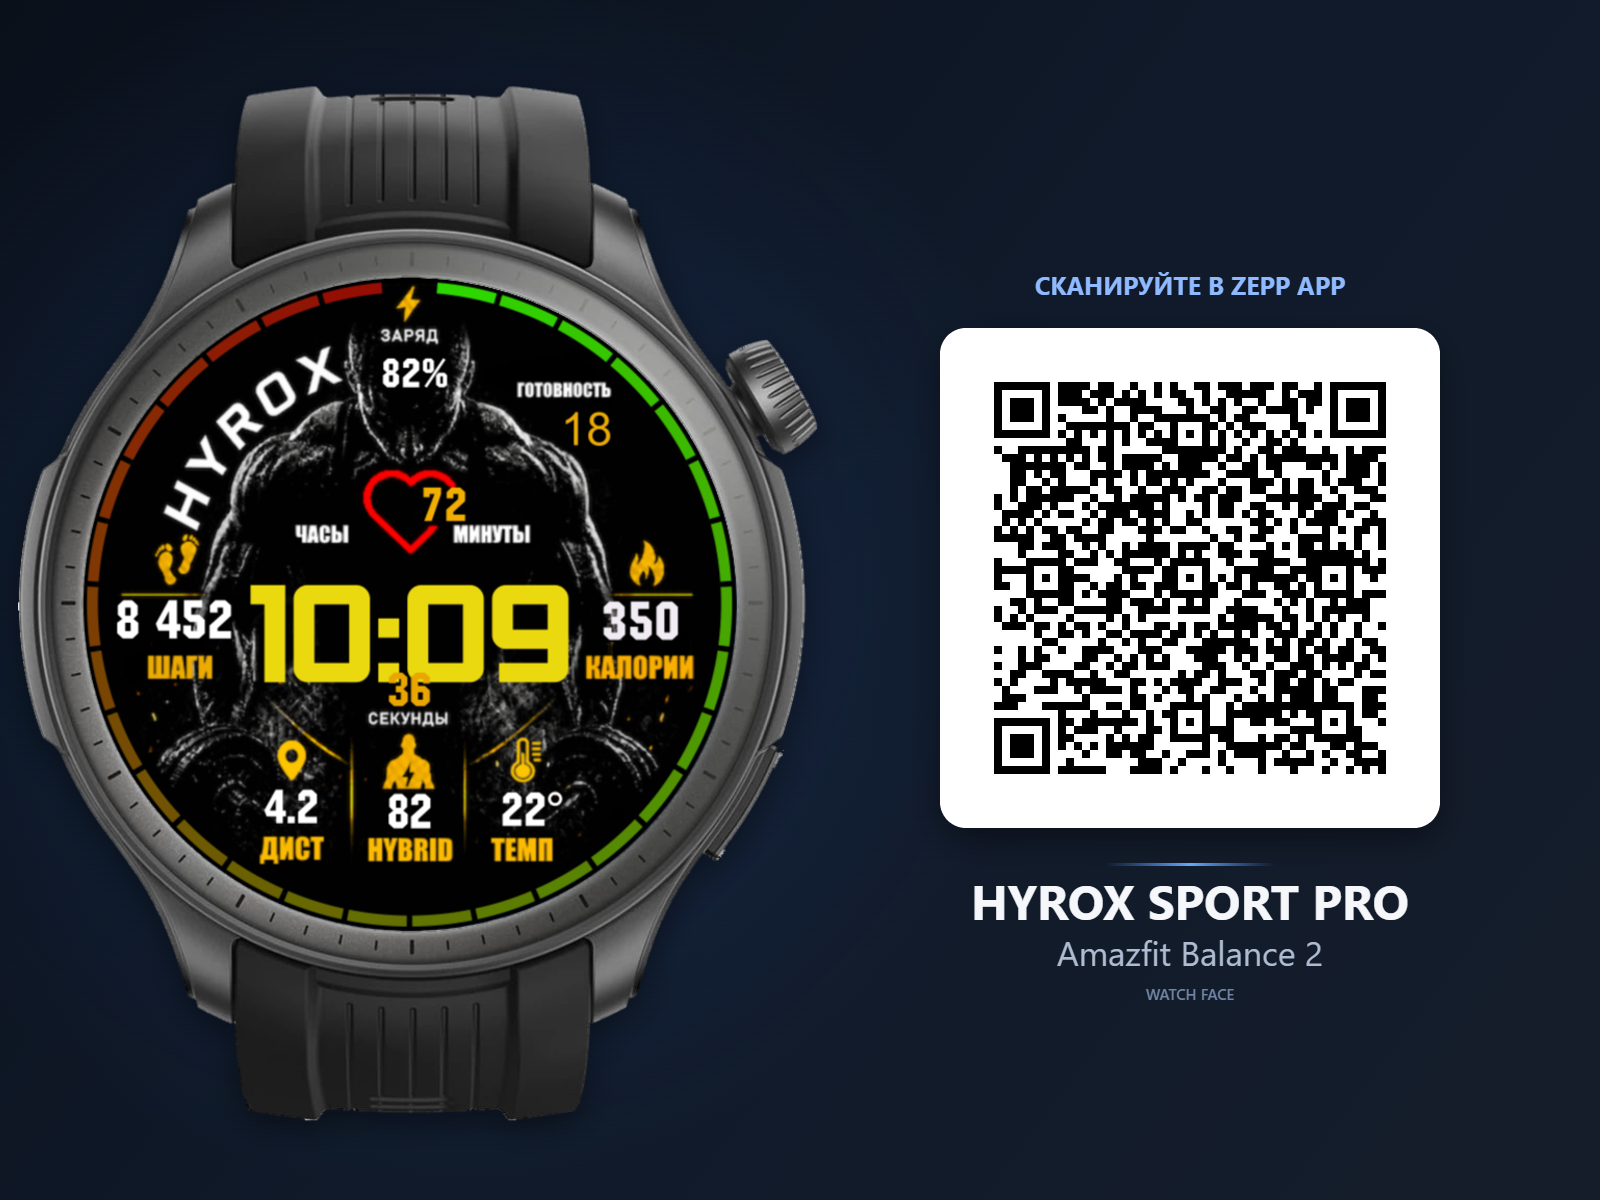 ЗАРЯД
82%
HYROX
ГОТОВНОСТЬ
18
72
ЧАСЫ
МИНУТЫ
8 452
ШАГИ
10:09
350
КАЛОРИИ
36
СЕКУНДЫ
4.2
ДИСТ
82
HYBRID
22°
ТЕМП
СКАНИРУЙТЕ В ZEPP APP
HYROX SPORT PRO
Amazfit Balance 2
WATCH FACE